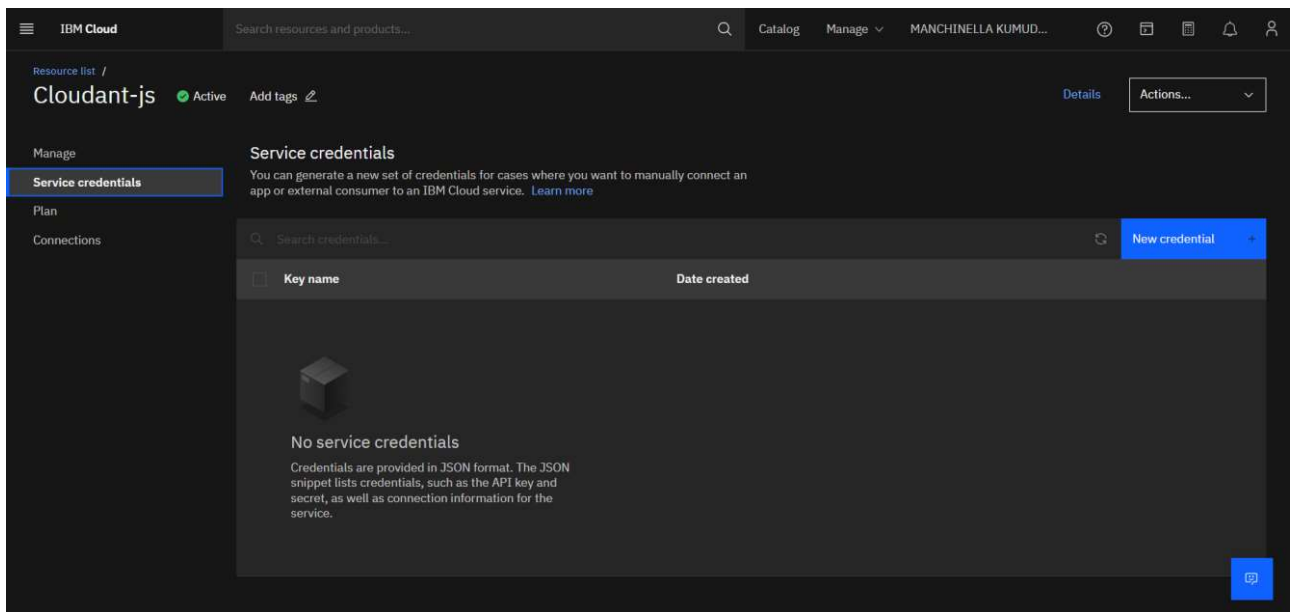 IBM Cloud
Search resources and products...
Catalog
Manage
MANCHINELLA KUMUD...
Resource list /
Cloudant-js
Active
Add tags
Details
Actions...
Manage
Service credentials
Plan
Connections
Service credentials
You can generate a new set of credentials for cases where you want to manually connect an
app or external consumer to an IBM Cloud service. Learn more
Search credentials...
New credential +
Key name
Date created
No service credentials
Credentials are provided in JSON format. The JSON
snippet lists credentials, such as the API key and
secret, as well as connection information for the
service.